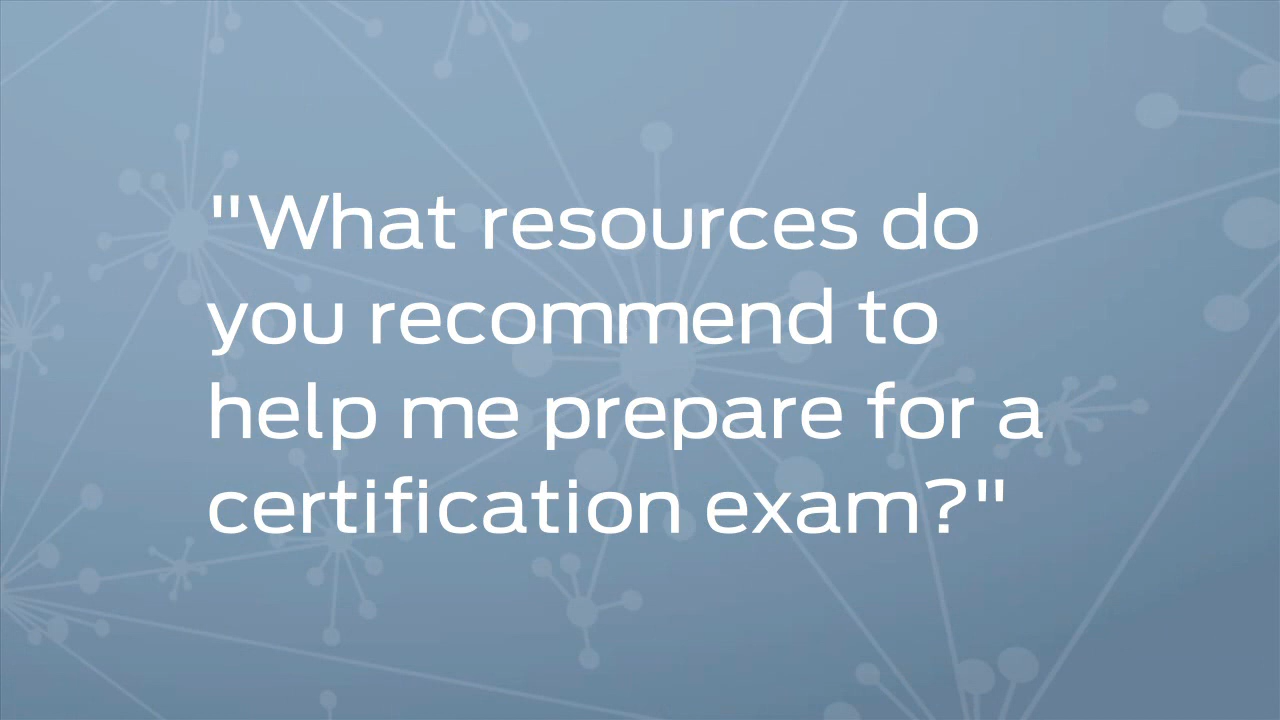 "What resources do
you recommend to
help me prepare for a
certification exam?"